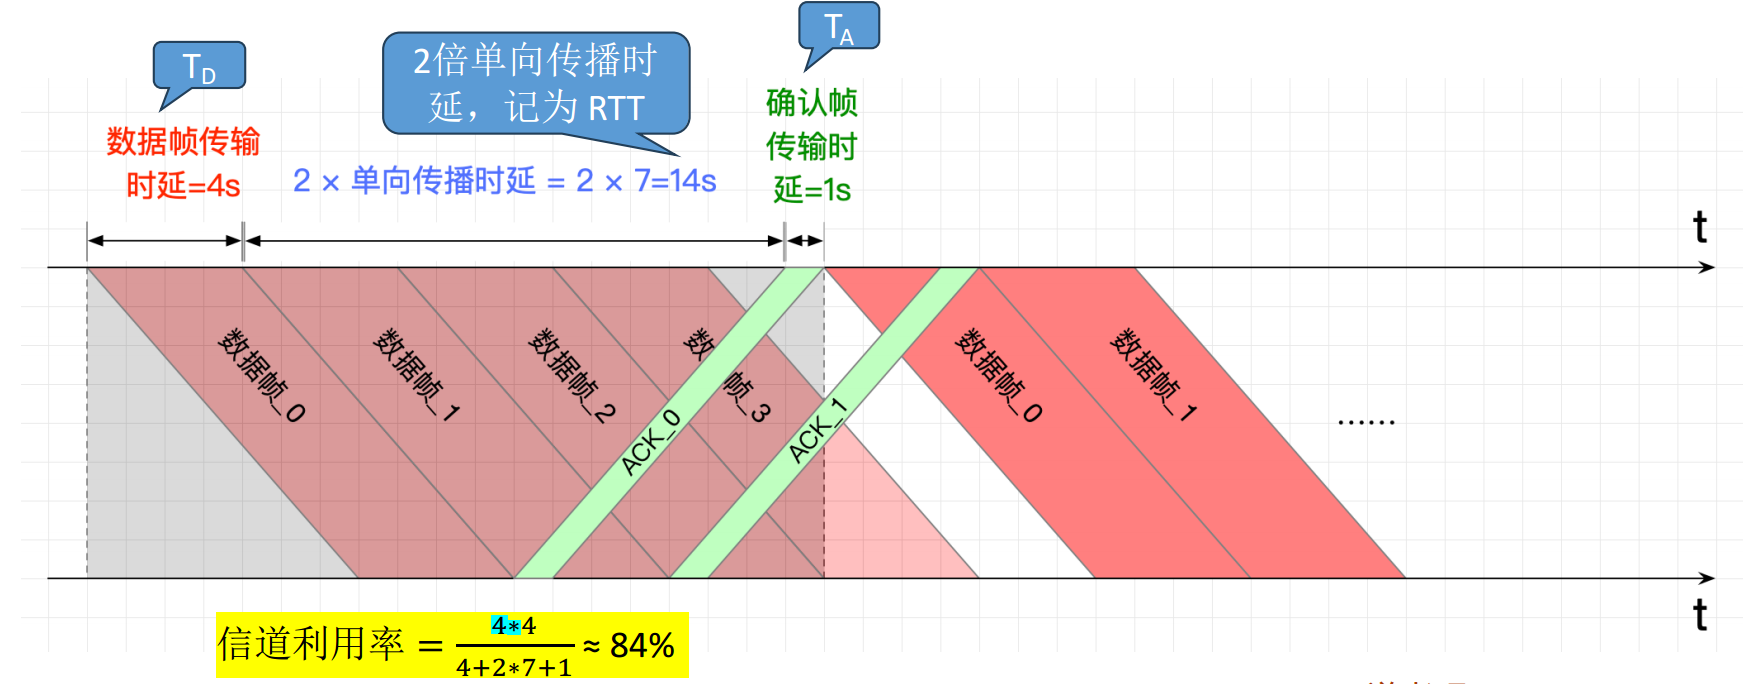 T_D
2倍单向传播时
延，记为 RTT
T_A
数据帧传输
时延=4s
2 × 单向传播时延 = 2 × 7=14s
确认帧
传输时
延=1s
t
数据帧_0
数据帧_1
数据帧_2
数
帧_3
ACK_0
ACK_1
数据帧_0
数据帧_1
......
t
信道利用率 = 4*4 / 4+2*7+1 ≈ 84%